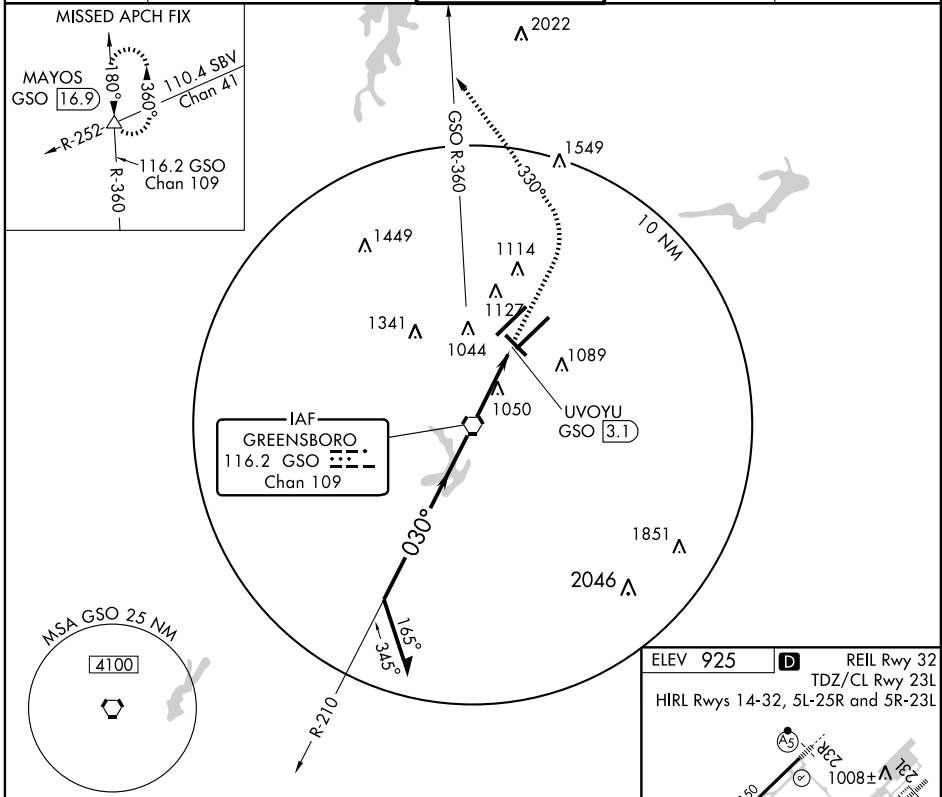 MISSED APCH FIX
MAYOS
GSO 16.9
180°
360°
110.4 SBV
Chan 41
R-252
116.2 GSO
Chan 109
R-360
2022
GSO R-360
330°
1549
10 NM
1449
1114
1127
1341
1044
1089
1050
UVOYU
GSO 3.1
IAF
GREENSBORO
116.2 GSO
Chan 109
030°
1851
2046
165°
345°
R-210
MSA GSO 25 NM
4100
ELEV 925
D
REIL Rwy 32
TDZ/CL Rwy 23L
HIRL Rwys 14-32, 5L-25R and 5R-23L
A5
23R
P
1008±
23L